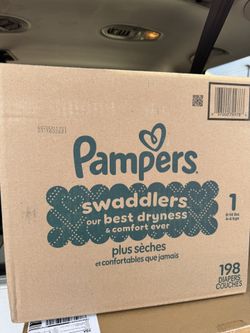 Pampers
swaddlers
our best dryness
& comfort ever
plus sèches
et confortables que jamais
1
198
DIAPERS
COUCHES